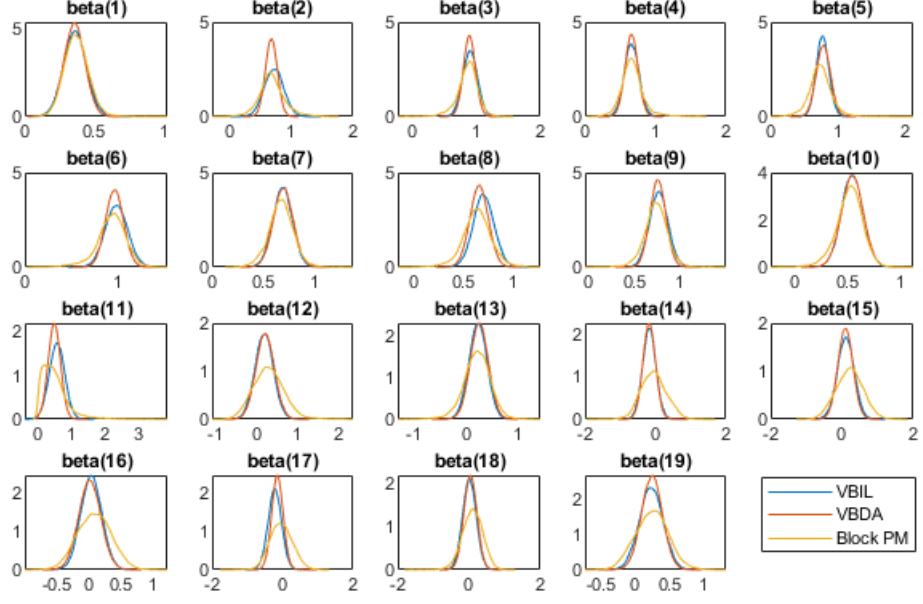 beta(1) beta(2) beta(3) beta(4) beta(5)
5 5 5 5 5
0 0 0 0 0
0 0.5 1 0 1 2 0 1 2 0 1 2 0 1 2
beta(6) beta(7) beta(8) beta(9) beta(10)
5 5 5 5 4
2
0 0 0 0 0
0 1 0 0.5 1 0 0.5 1 0 0.5 1 0 0.5 1
beta(11) beta(12) beta(13) beta(14) beta(15)
2 2 2 2 2
1 1 1 1 1
0 0 0 0 0
0 1 2 3 -1 0 1 2 -1 0 1 -2 0 2 -2 0 2
beta(16) beta(17) beta(18) beta(19)
2 2 2 2 VBIL
1 1 1 1 VBDA
0 0 0 0 Block PM
-0.5 0 0.5 1 -2 0 2 -2 0 2 -0.5 0 0.5 1